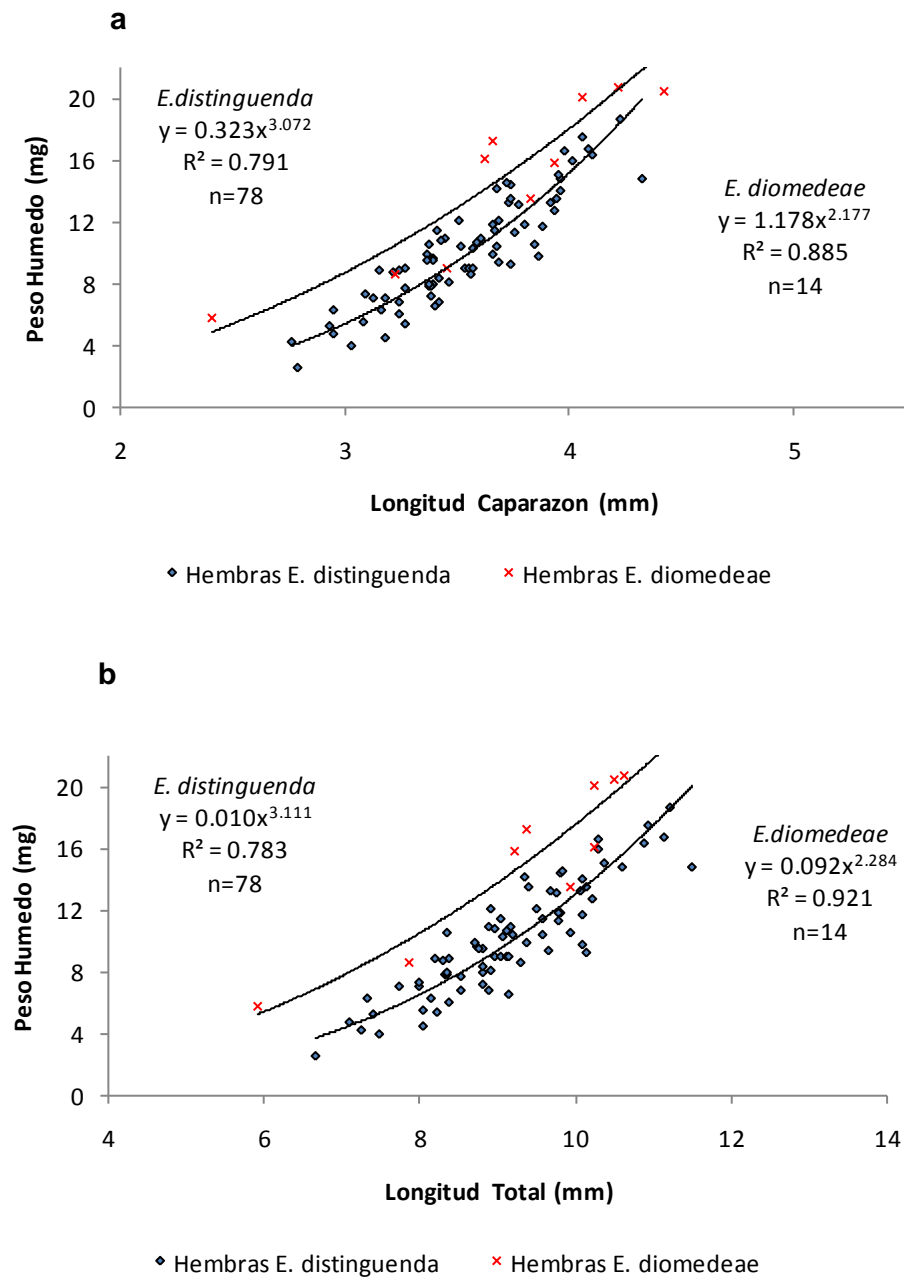 a
E.distinguenda
y = 0.323x^3.072
R² = 0.791
n=78
E. diomedeae
y = 1.178x^2.177
R² = 0.885
n=14
Peso Humedo (mg)
20
16
12
8
4
0
2 3 4 5
Longitud Caparazon (mm)
Hembras E. distinguenda Hembras E. diomedeae
b
E. distinguenda
y = 0.010x^3.111
R² = 0.783
n=78
E.diomedeae
y = 0.092x^2.284
R² = 0.921
n=14
Peso Humedo (mg)
20
16
12
8
4
0
4 6 8 10 12 14
Longitud Total (mm)
Hembras E. distinguenda Hembras E. diomedeae